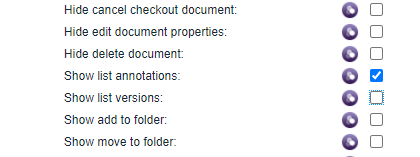 Hide cancel checkout document:
Hide edit document properties:
Hide delete document:
Show list annotations:
Show list versions:
Show add to folder:
Show move to folder: